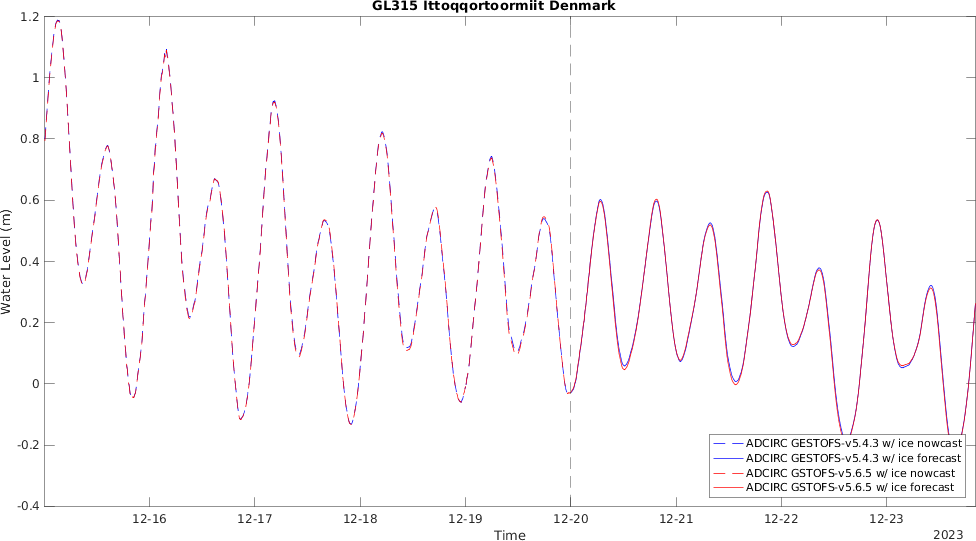 GL315 Ittoqqortoormiit Denmark
1.2
1
0.8
0.6
0.4
0.2
0
-0.2
-0.4
Water Level (m)
12-16 12-17 12-18 12-19 12-20 12-21 12-22 12-23
Time
2023
ADCIRC GESTOFS-v5.4.3 w/ ice nowcast
ADCIRC GESTOFS-v5.4.3 w/ ice forecast
ADCIRC GSTOFS-v5.6.5 w/ ice nowcast
ADCIRC GSTOFS-v5.6.5 w/ ice forecast